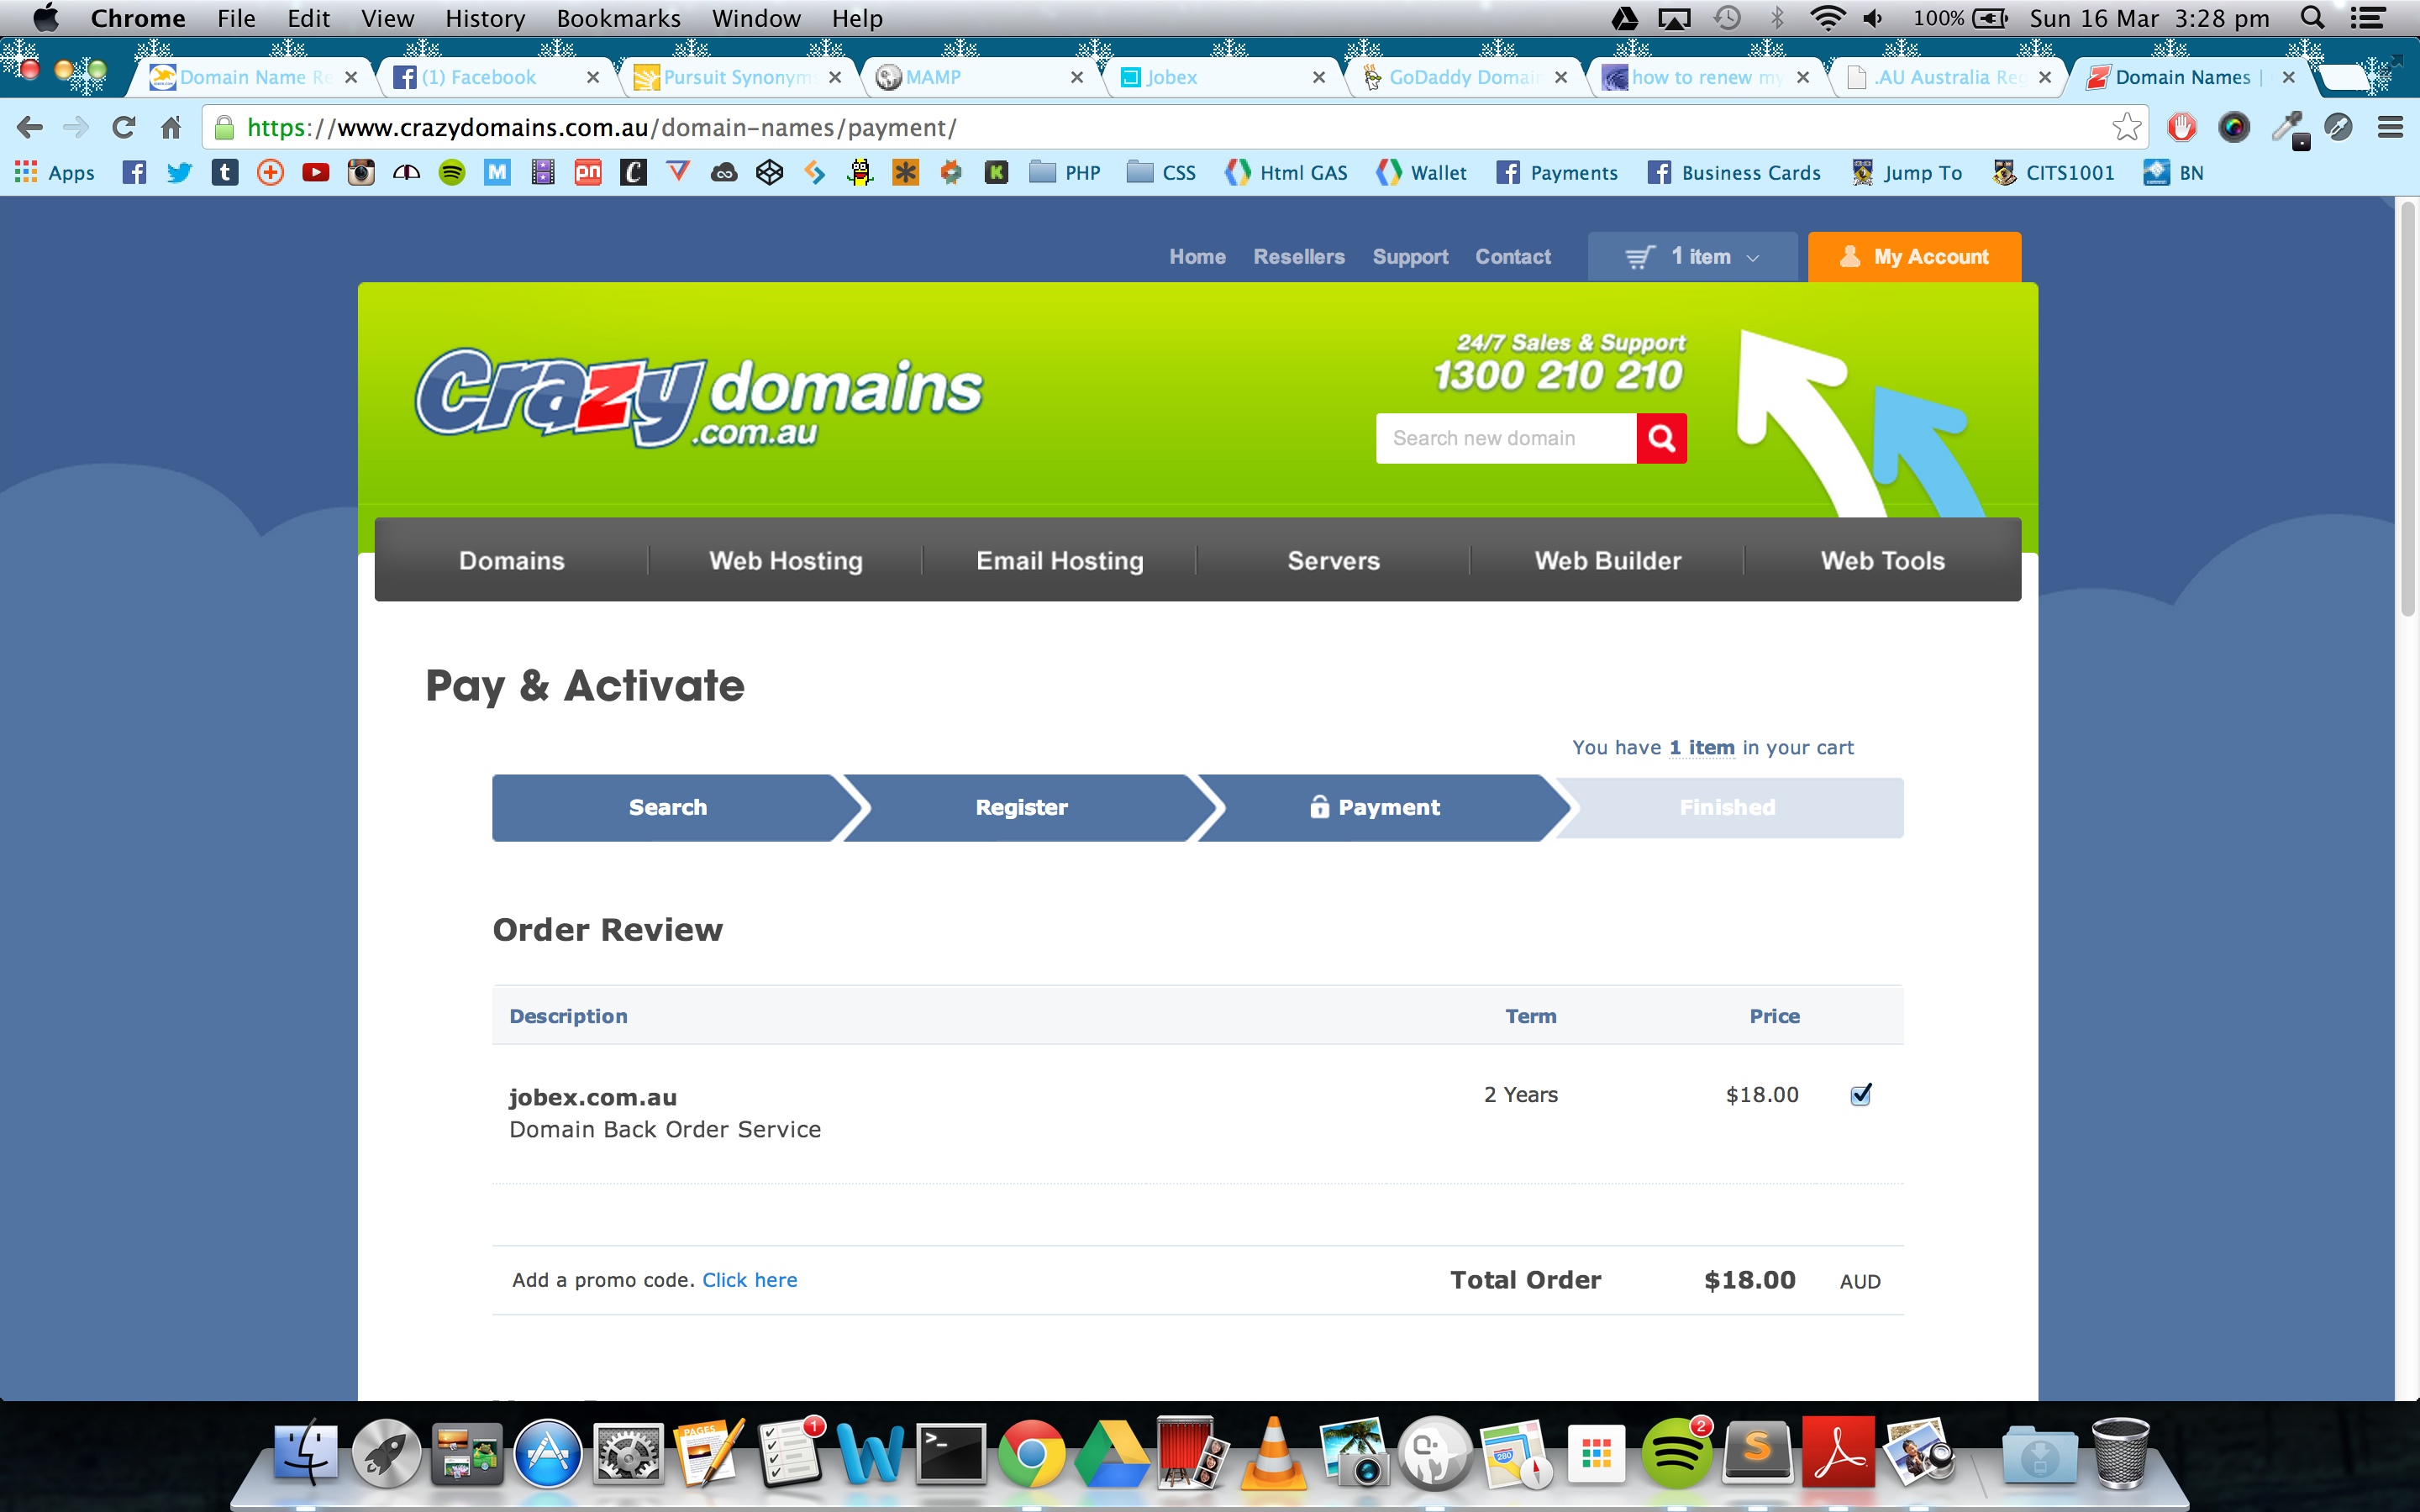 Chrome File Edit View History Bookmarks Window Help 100% Sun 16 Mar 3:28 pm
Domain Name Re (1) Facebook Pursuit Synonym MAMP Jobex GoDaddy Domai how to renew my .AU Australia Reg Domain Names |
https://www.crazydomains.com.au/domain-names/payment/
Apps PHP CSS Html GAS Wallet Payments Business Cards Jump To CITS1001 BN
Home Resellers Support Contact 1 item My Account
24/7 Sales & Support
1300 210 210
Crazy domains
.com.au
Search new domain
Domains Web Hosting Email Hosting Servers Web Builder Web Tools
Pay & Activate
You have 1 item in your cart
Search Register Payment Finished
Order Review
Description Term Price
jobex.com.au 2 Years $18.00
Domain Back Order Service
Add a promo code. Click here Total Order $18.00 AUD
PAGES 1 280 2